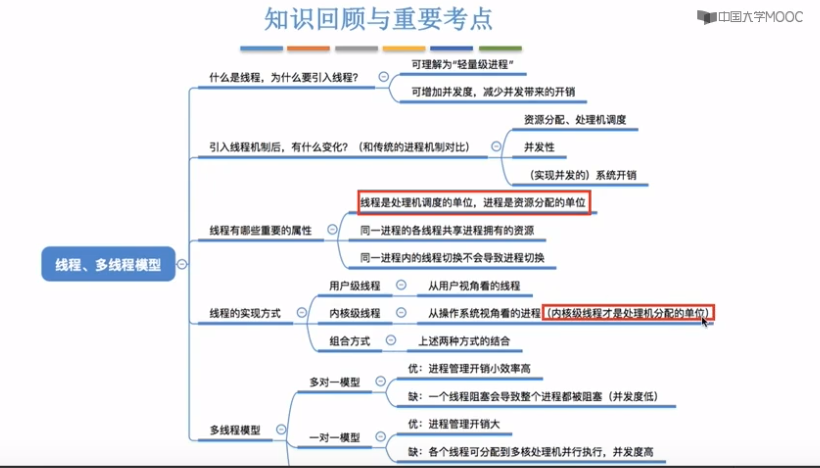 知识回顾与重要考点
中国大学MOOC
线程、多线程模型
什么是线程，为什么要引入线程？
可理解为“轻量级进程”
可增加并发度，减少并发带来的开销
引入线程机制后，有什么变化？（和传统的进程机制对比）
资源分配、处理机调度
并发性
（实现并发的）系统开销
线程有哪些重要的属性
线程是处理机调度的单位，进程是资源分配的单位
同一进程的各线程共享进程拥有的资源
同一进程内的线程切换不会导致进程切换
线程的实现方式
用户级线程
从用户视角看的线程
内核级线程
从操作系统视角看的进程（内核级线程才是处理机分配的单位）
组合方式
上述两种方式的结合
多线程模型
多对一模型
优：进程管理开销小效率高
缺：一个线程阻塞会导致整个进程都被阻塞（并发度低）
一对一模型
优：进程管理开销大
缺：各个线程可分配到多核处理机并行执行，并发度高